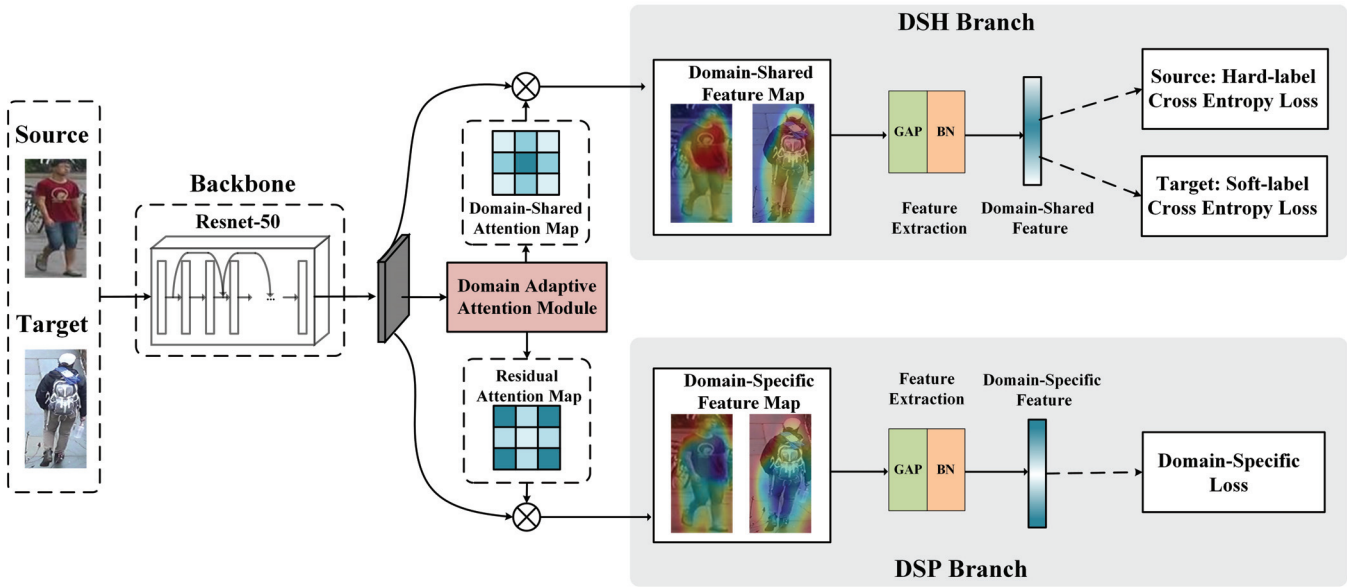 Source
Target
Backbone
Resnet-50
...
Domain-Shared
Attention Map
Domain Adaptive
Attention Module
Residual
Attention Map
DSH Branch
Domain-Shared
Feature Map
GAP
BN
Feature
Extraction
Domain-Shared
Feature
Source: Hard-label
Cross Entropy Loss
Target: Soft-label
Cross Entropy Loss
Domain-Specific
Feature Map
Feature
Extraction
GAP
BN
Domain-Specific
Feature
Domain-Specific
Loss
DSP Branch